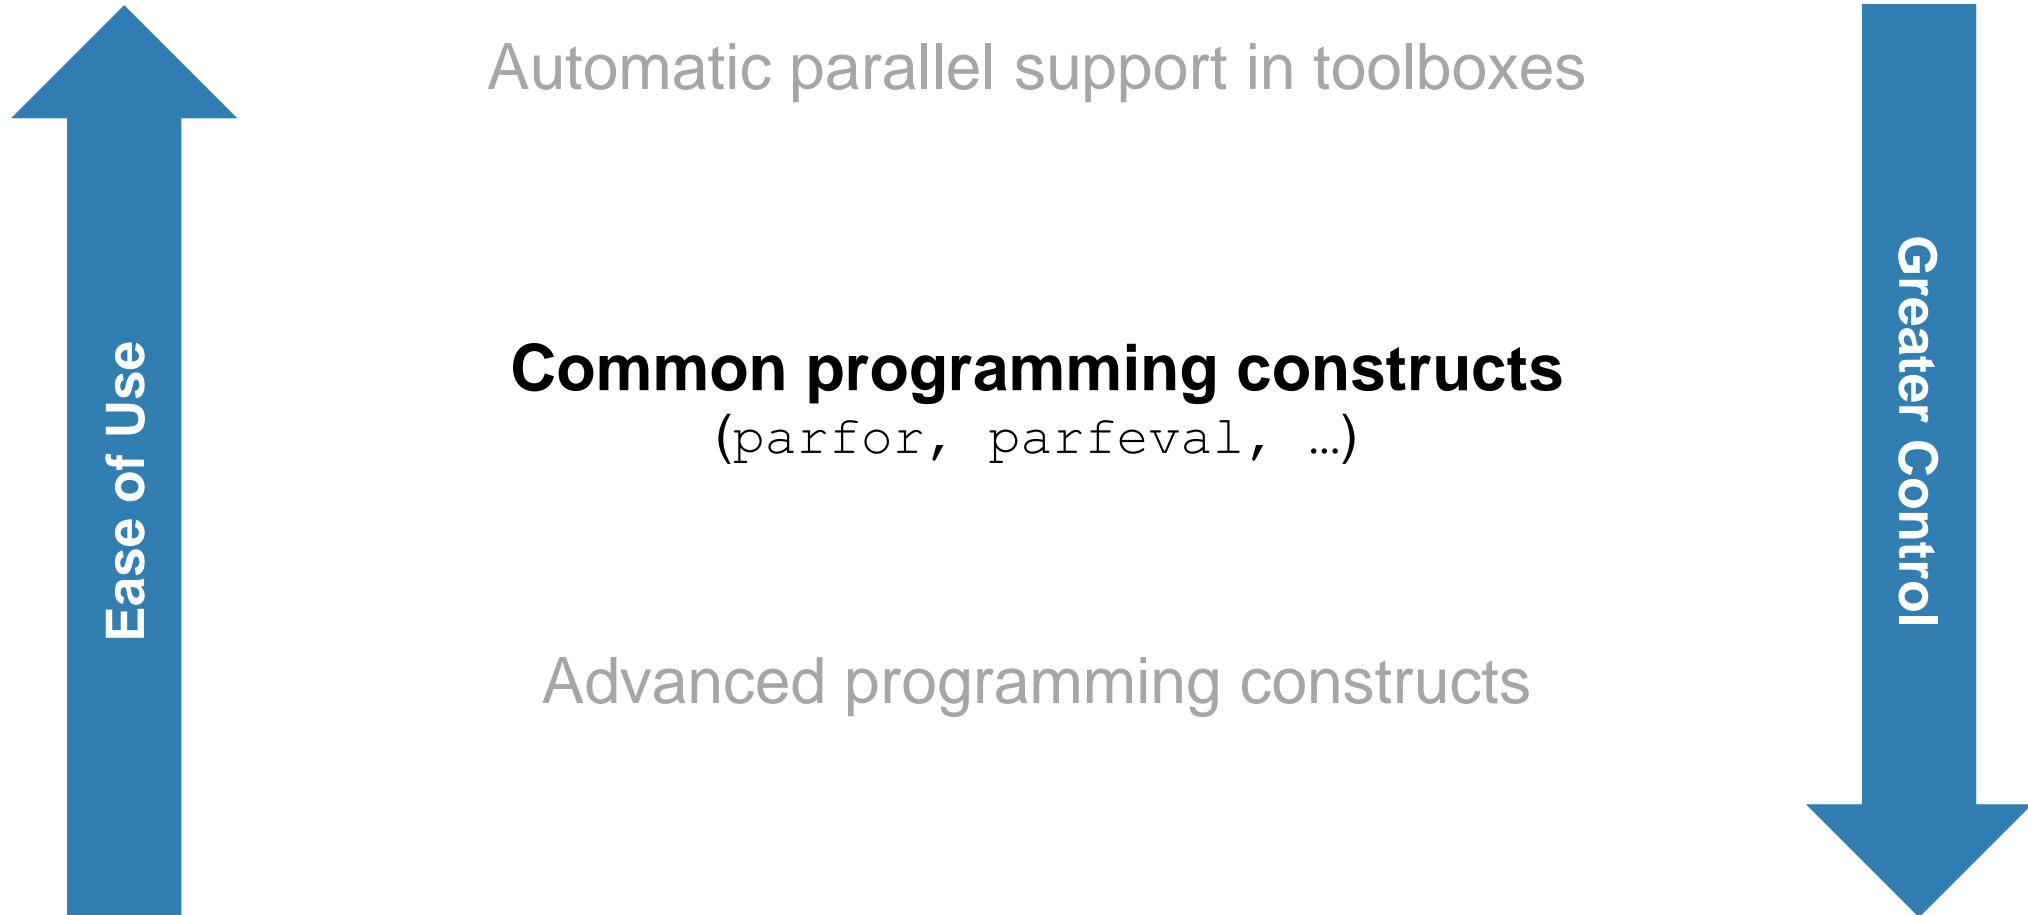 Automatic parallel support in toolboxes
Ease of Use
Common programming constructs
(parfor, parfeval, …)
Greater Control
Advanced programming constructs